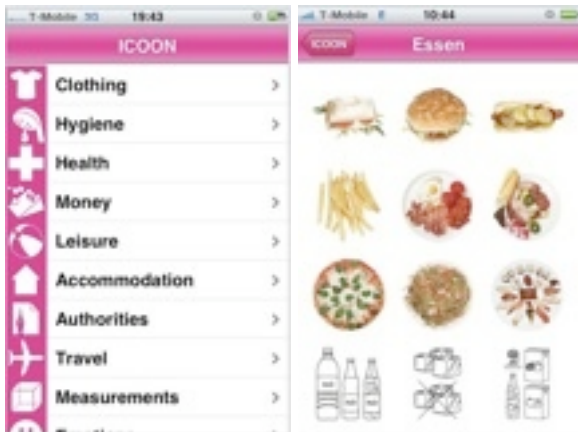 T-Mobile 3G 19:43
ICOON
Clothing
Hygiene
Health
Money
Leisure
Accommodation
Authorities
Travel
Measurements
Emotions
T-Mobile E 10:44
ICOON Essen